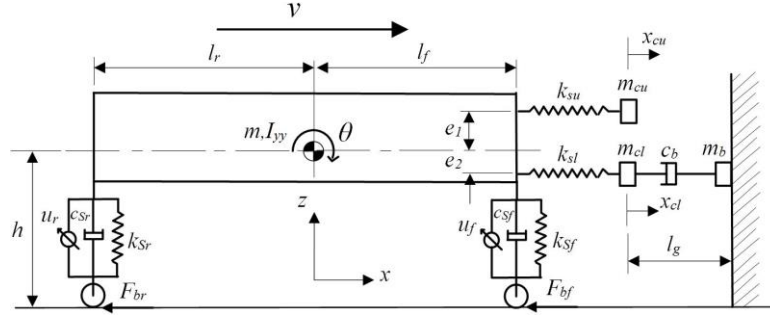 v
x_cu
l_r
l_f
k_su
m_cu
m,I_yy
θ
e_1
e_2
m_cl
c_b
m_b
k_sl
x_cl
h
u_r
c_Sr
k_Sr
z
u_f
c_Sf
k_Sf
l_g
x
F_br
F_bf